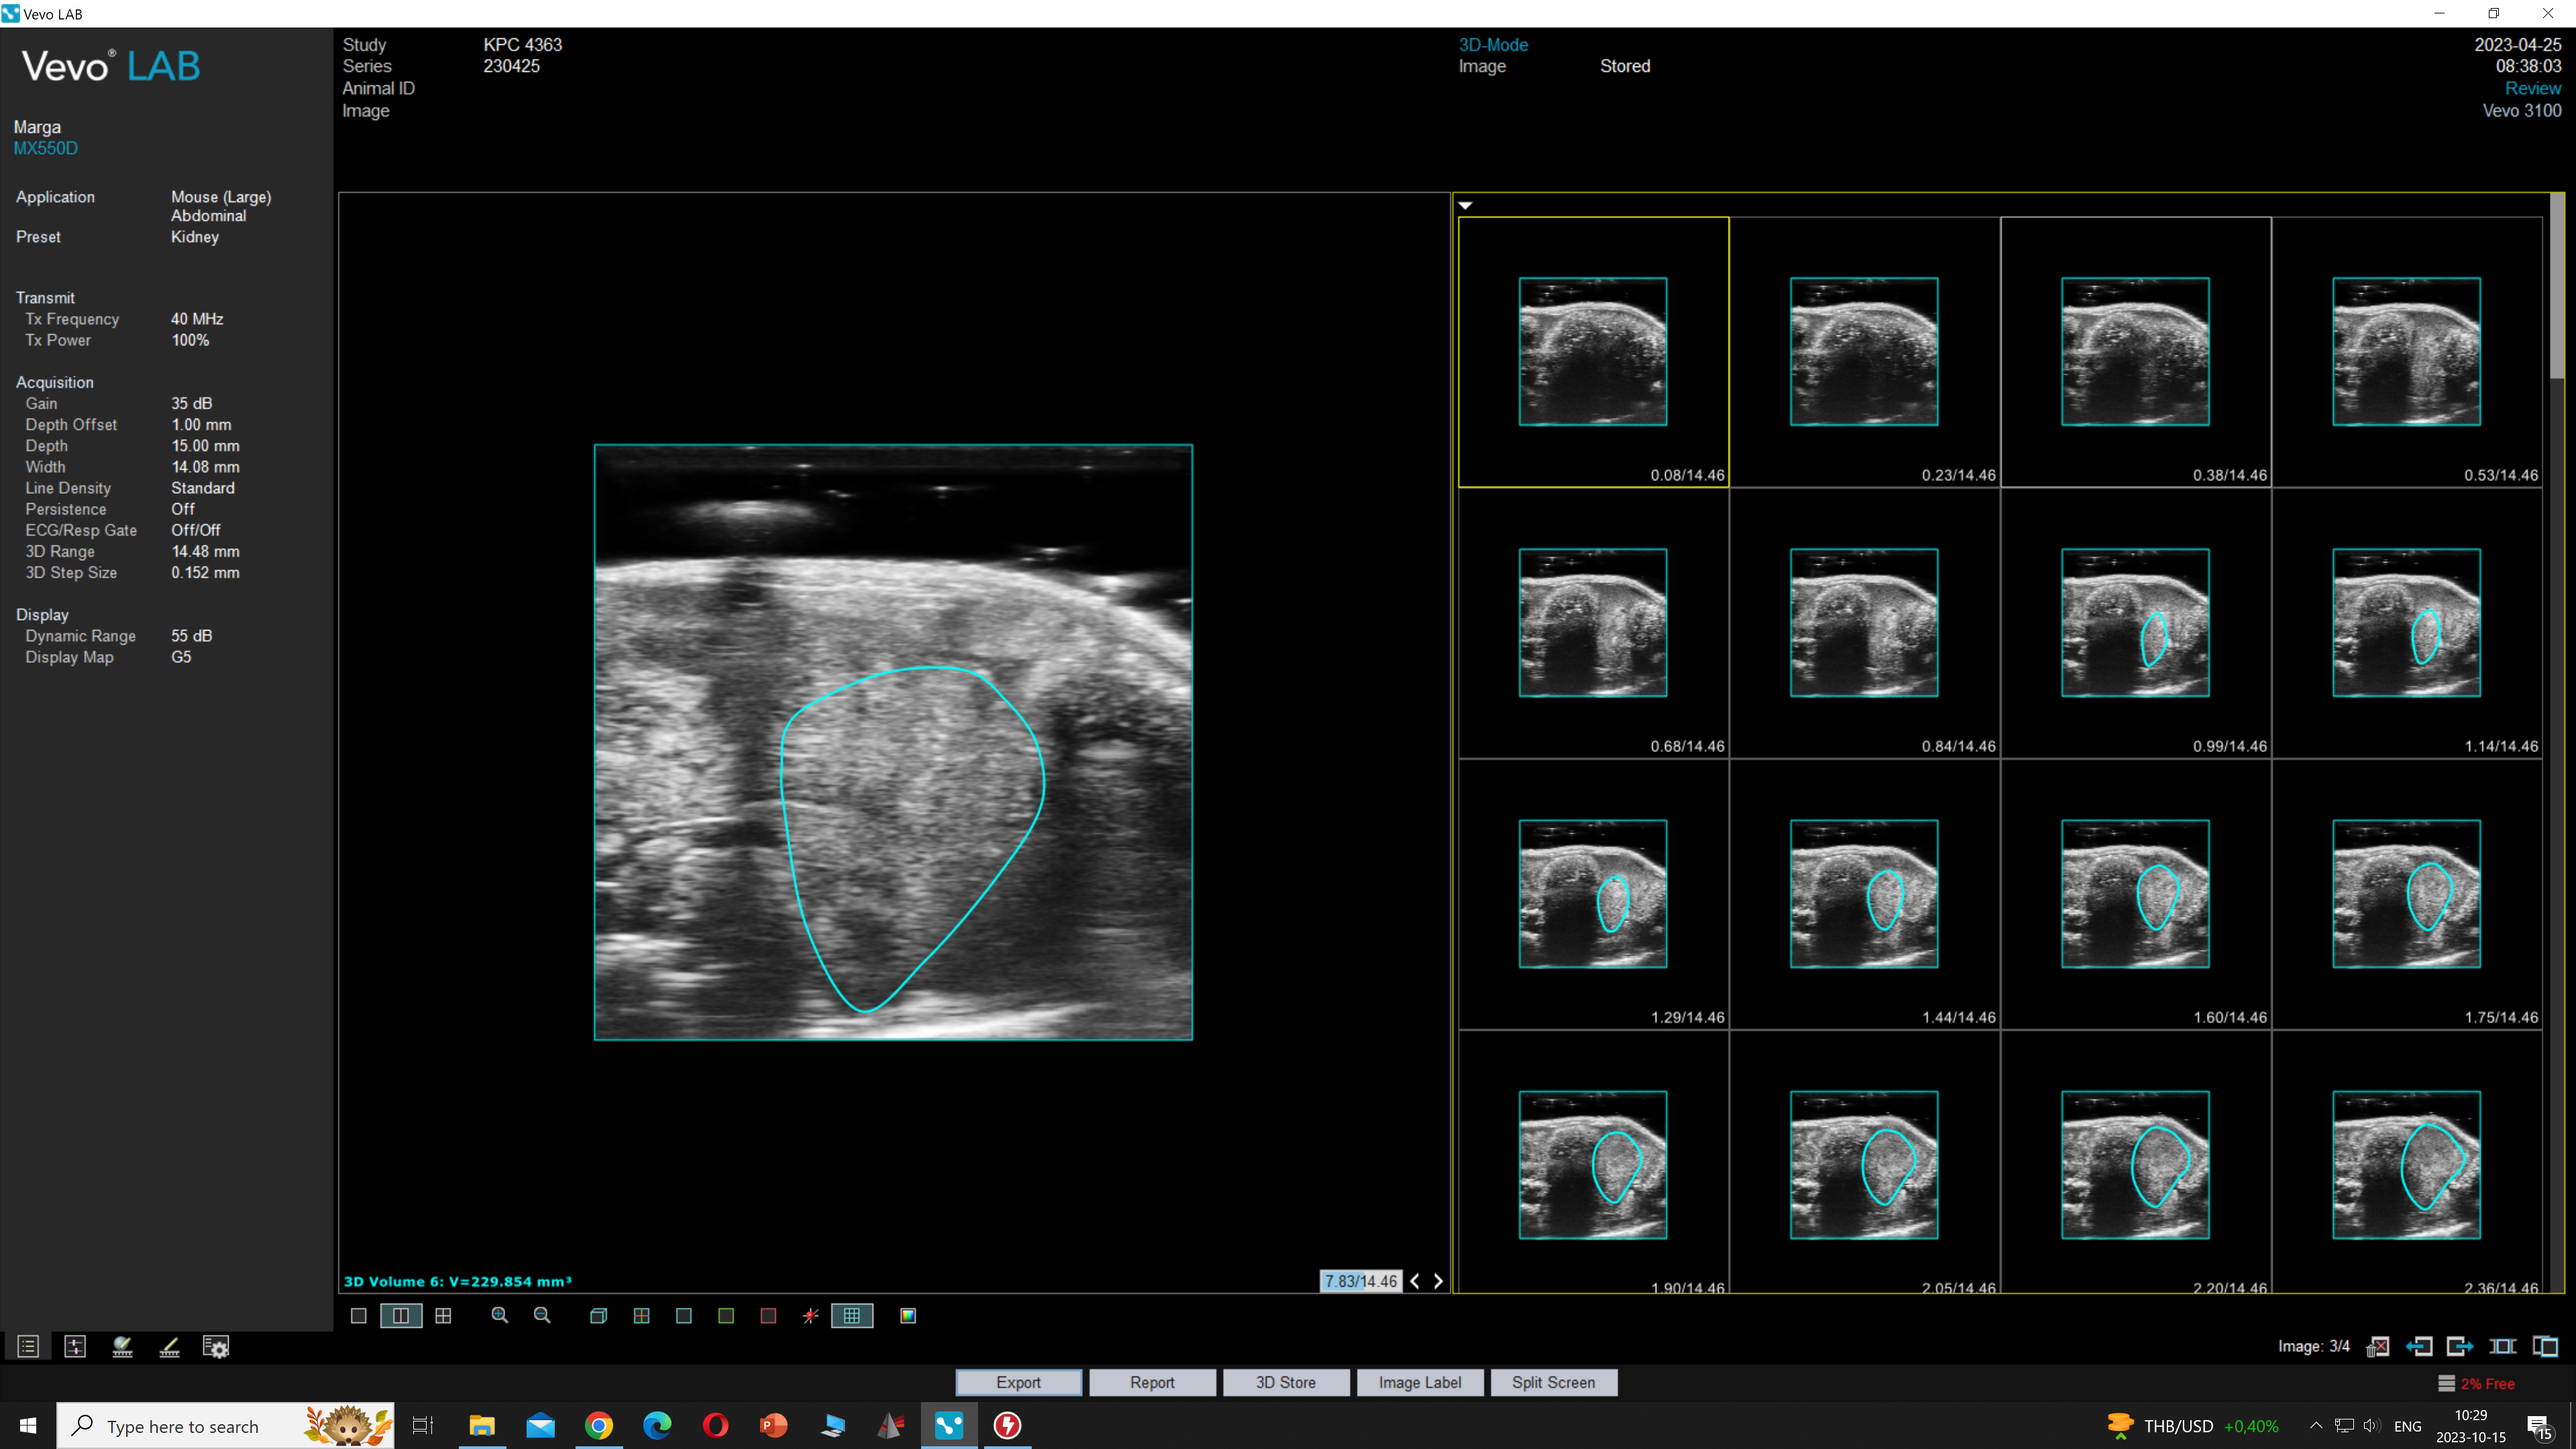 Vevo LAB
Vevo® LAB
Marga
MX550D
Application Mouse (Large)
Abdominal
Preset Kidney
Transmit
Tx Frequency 40 MHz
Tx Power 100%
Acquisition
Gain 35 dB
Depth Offset 1.00 mm
Depth 15.00 mm
Width 14.08 mm
Line Density Standard
Persistence Off
ECG/Resp Gate Off/Off
3D Range 14.48 mm
3D Step Size 0.152 mm
Display
Dynamic Range 55 dB
Display Map G5
Study KPC 4363
Series 230425
Animal ID
Image
3D-Mode
Image Stored
2023-04-25
08:38:03
Review
Vevo 3100
0.08/14.46 0.23/14.46 0.38/14.46 0.53/14.46
0.68/14.46 0.84/14.46 0.99/14.46 1.14/14.46
1.29/14.46 1.44/14.46 1.60/14.46 1.75/14.46
1.90/14.46 2.05/14.46 2.20/14.46 2.36/14.46
3D Volume 6: V=229.854 mm³
7.83/14.46
Image: 3/4
Export Report 3D Store Image Label Split Screen
2% Free
Type here to search
THB/USD +0,40%
ENG
10:29
2023-10-15
15